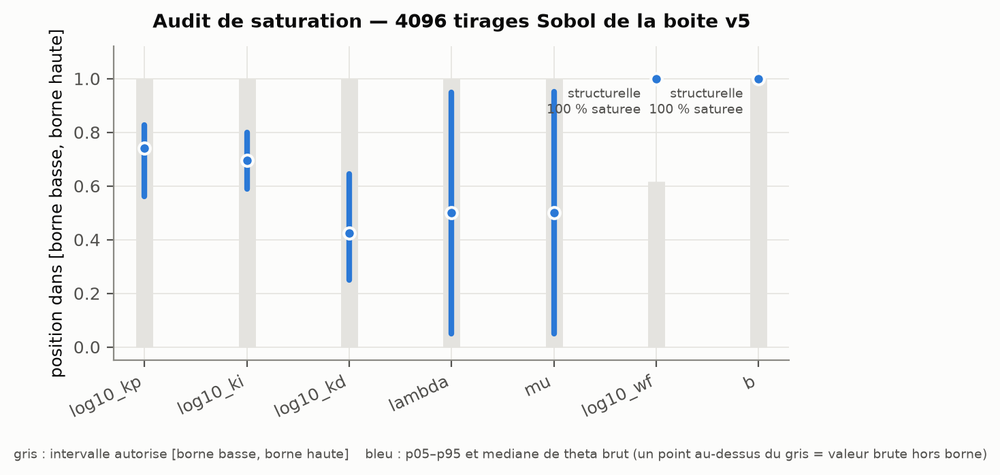 Audit de saturation — 4096 tirages Sobol de la boite v5
position dans [borne basse, borne haute]
1.0
0.8
0.6
0.4
0.2
0.0
structurelle
100 % saturee
structurelle
100 % saturee
log10_kp
log10_ki
log10_kd
lambda
mu
log10_wf
b
gris : intervalle autorise [borne basse, borne haute]    bleu : p05–p95 et mediane de theta brut (un point au-dessus du gris = valeur brute hors borne)